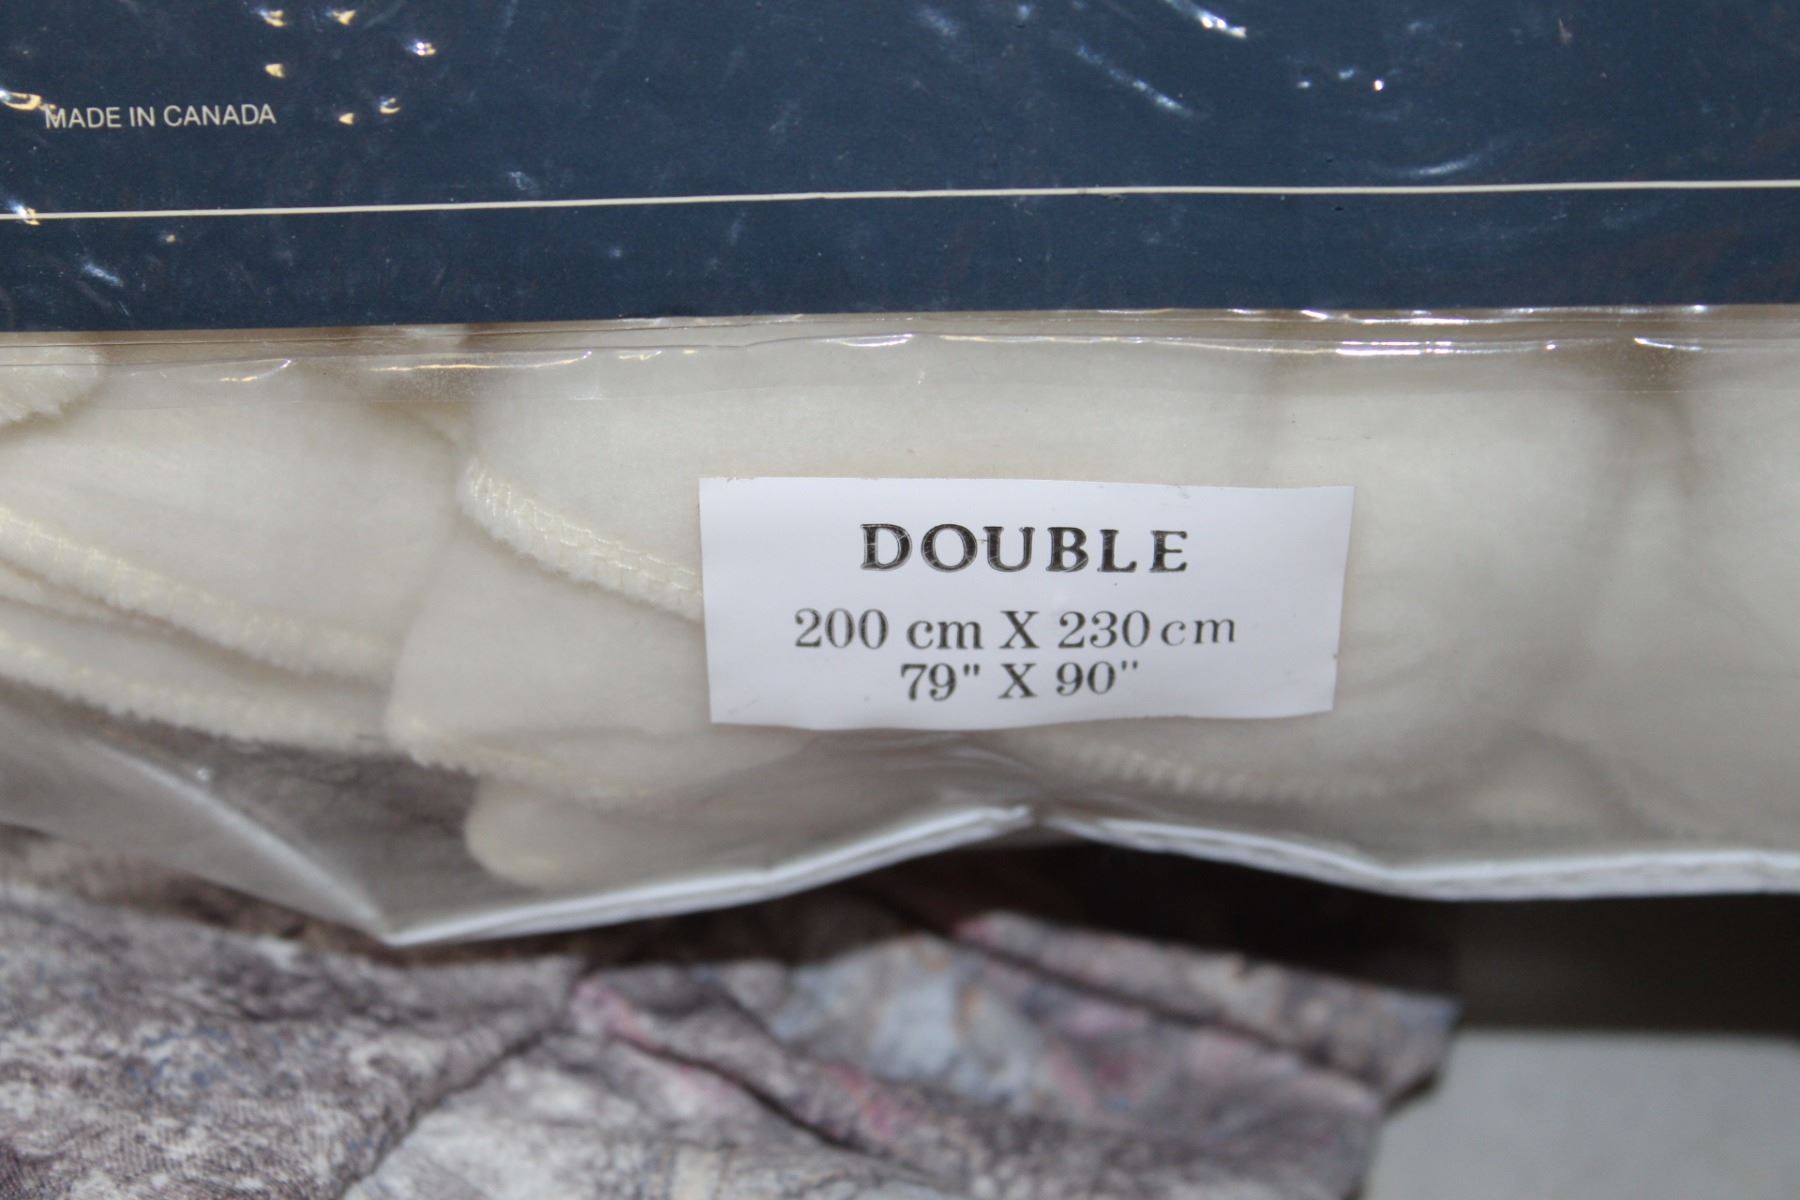 MADE IN CANADA
DOUBLE
200 cm X 230 cm
79" X 90"